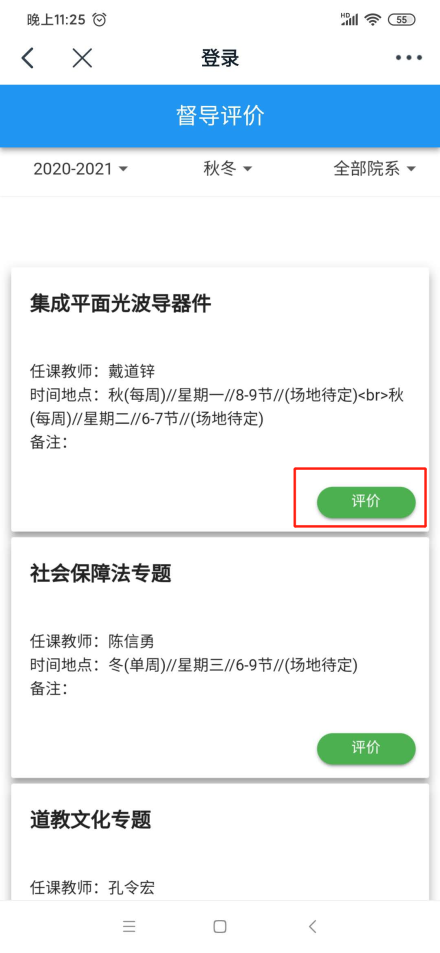 晚上11:25
HD
55
登录
督导评价
2020-2021 秋冬 全部院系
集成平面光波导器件
任课教师：戴道锌
时间地点：秋(每周)//星期一//8-9节//(场地待定)<br>秋
(每周)//星期二//6-7节//(场地待定)
备注：
评价
社会保障法专题
任课教师：陈信勇
时间地点：冬(单周)//星期三//6-9节//(场地待定)
备注：
评价
道教文化专题
任课教师：孔令宏